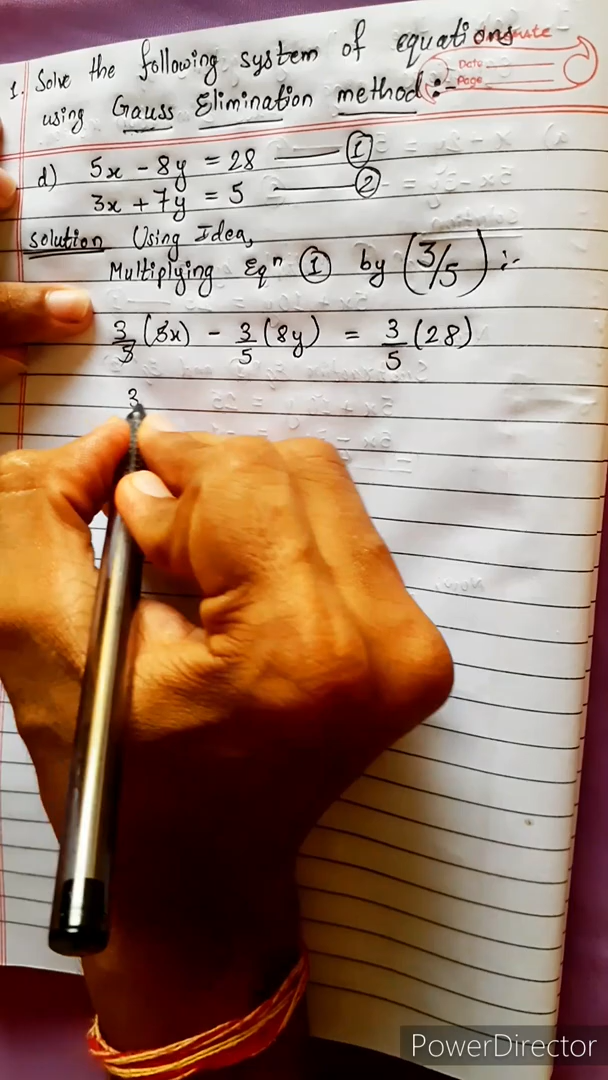 1. Solve the following system of equations
using Gauss Elimination method :-
Date
Page
d) 5x - 8y = 28 —— ①
3x + 7y = 5 —— ②
solution Using Idea,
Multiplying Eqⁿ ① by (3/5) :-
3/5 (5x) - 3/5 (8y) = 3/5 (28)
3
PowerDirector